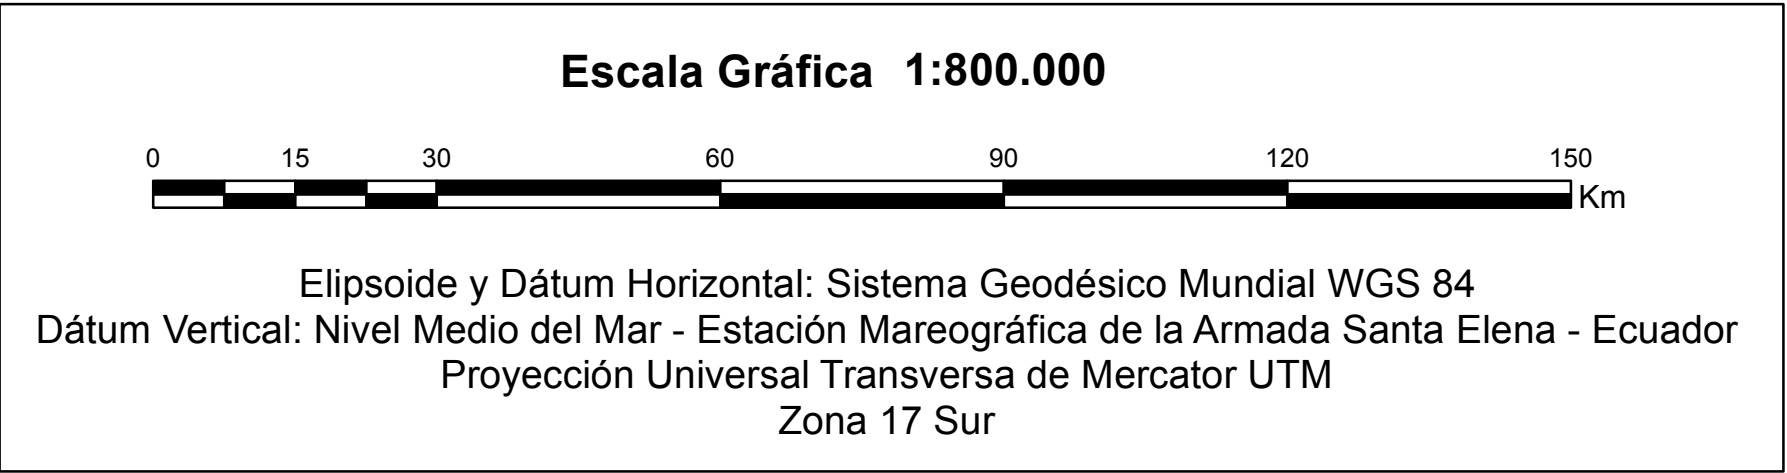 Escala Gráfica 1:800.000
0 15 30 60 90 120 150
Km
Elipsoide y Dátum Horizontal: Sistema Geodésico Mundial WGS 84
Dátum Vertical: Nivel Medio del Mar - Estación Mareográfica de la Armada Santa Elena - Ecuador
Proyección Universal Transversa de Mercator UTM
Zona 17 Sur